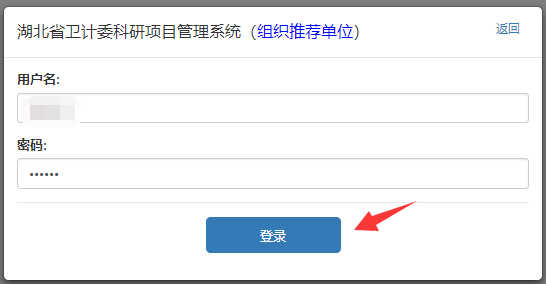 湖北省卫计委科研项目管理系统（组织推荐单位）
返回
用户名:
密码:
••••••
登录